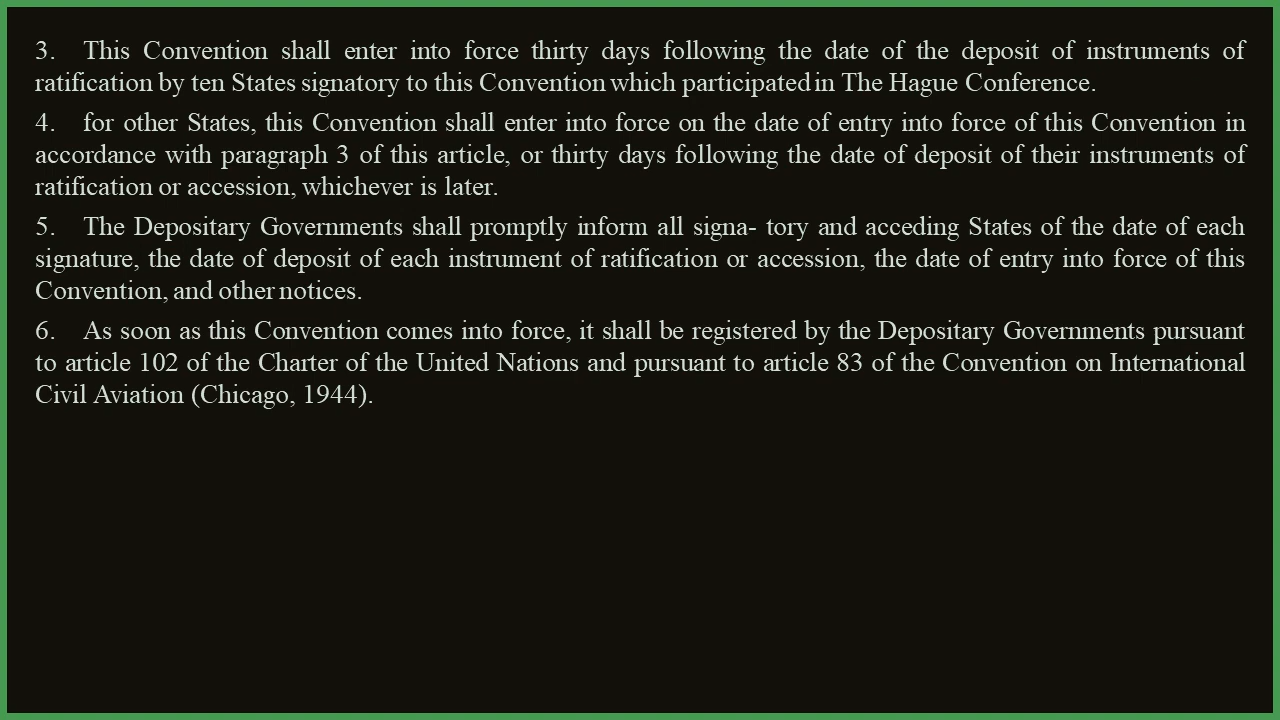 3. This Convention shall enter into force thirty days following the date of the deposit of instruments of
ratification by ten States signatory to this Convention which participated in The Hague Conference.
4. for other States, this Convention shall enter into force on the date of entry into force of this Convention in
accordance with paragraph 3 of this article, or thirty days following the date of deposit of their instruments of
ratification or accession, whichever is later.
5. The Depositary Governments shall promptly inform all signa- tory and acceding States of the date of each
signature, the date of deposit of each instrument of ratification or accession, the date of entry into force of this
Convention, and other notices.
6. As soon as this Convention comes into force, it shall be registered by the Depositary Governments pursuant
to article 102 of the Charter of the United Nations and pursuant to article 83 of the Convention on International
Civil Aviation (Chicago, 1944).